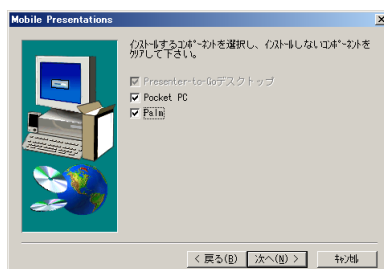 Mobile Presentations
ｲﾝｽﾄｰﾙするｺﾝﾎﾟｰﾈﾝﾄを選択し、ｲﾝｽﾄｰﾙしないｺﾝﾎﾟｰﾈﾝﾄを
ｸﾘｱして下さい。
Presenter-to-Goデスクトップ
Pocket PC
Palm
< 戻る(B) 次へ(N) > ｷｬﾝｾﾙ